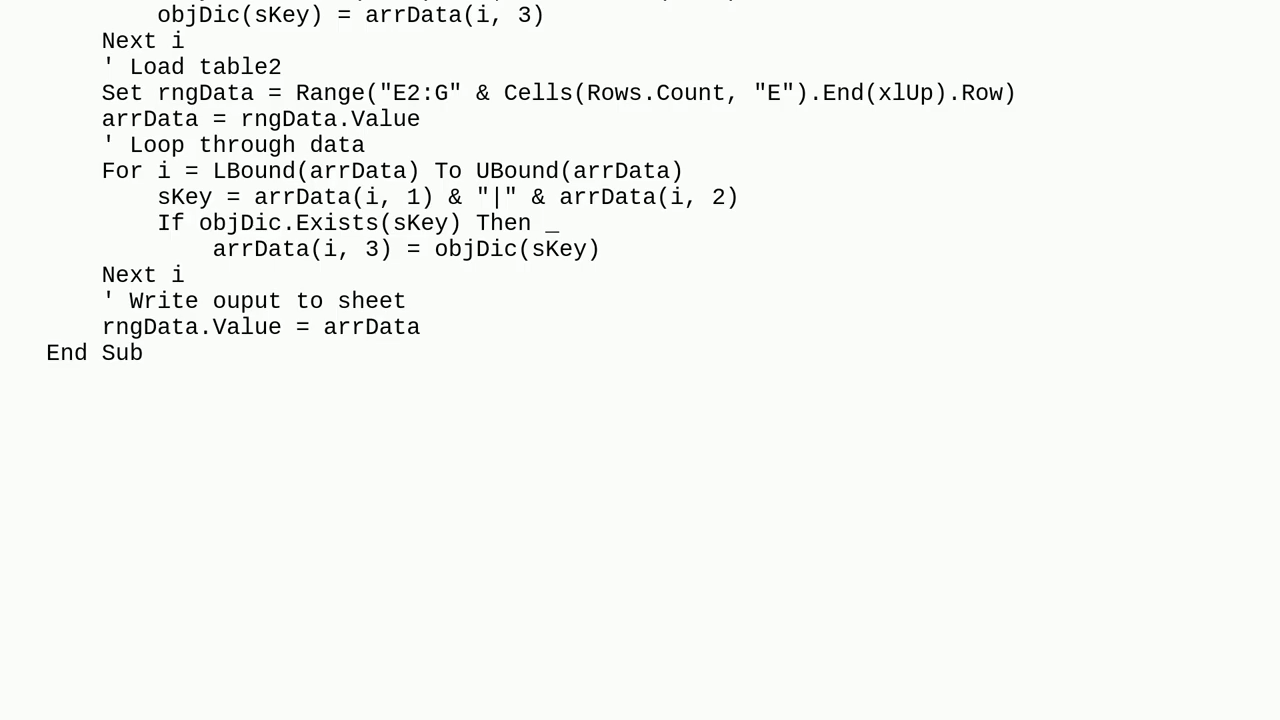 objDic(sKey) = arrData(i, 3)
Next i
' Load table2
Set rngData = Range("E2:G" & Cells(Rows.Count, "E").End(xlUp).Row)
arrData = rngData.Value
' Loop through data
For i = LBound(arrData) To UBound(arrData)
sKey = arrData(i, 1) & "|" & arrData(i, 2)
If objDic.Exists(sKey) Then _
arrData(i, 3) = objDic(sKey)
Next i
' Write ouput to sheet
rngData.Value = arrData
End Sub